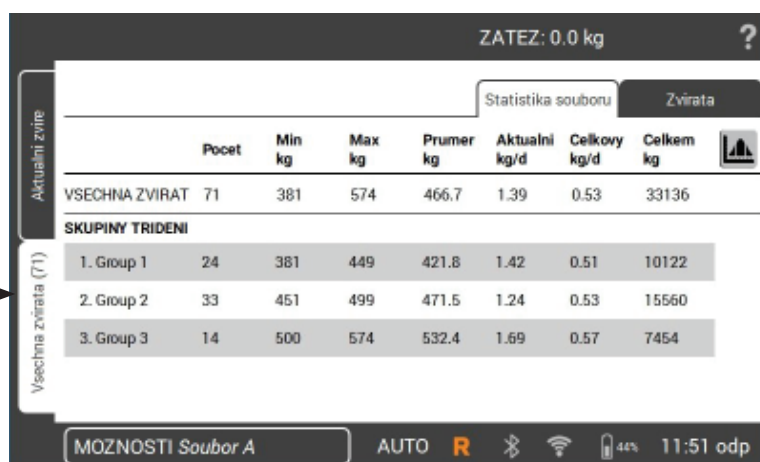 ZATEZ: 0.0 kg ?
Aktualni zvire
Vsechna zvirata (71)
Statistika souboru Zvirata
Pocet Min kg Max kg Prumer kg Aktualni kg/d Celkovy kg/d Celkem kg
VSECHNA ZVIRAT 71 381 574 466.7 1.39 0.53 33136
SKUPINY TRIDENI
1. Group 1 24 381 449 421.8 1.42 0.51 10122
2. Group 2 33 451 499 471.5 1.24 0.53 15560
3. Group 3 14 500 574 532.4 1.69 0.57 7454
MOZNOSTI Soubor A AUTO R 44% 11:51 odp